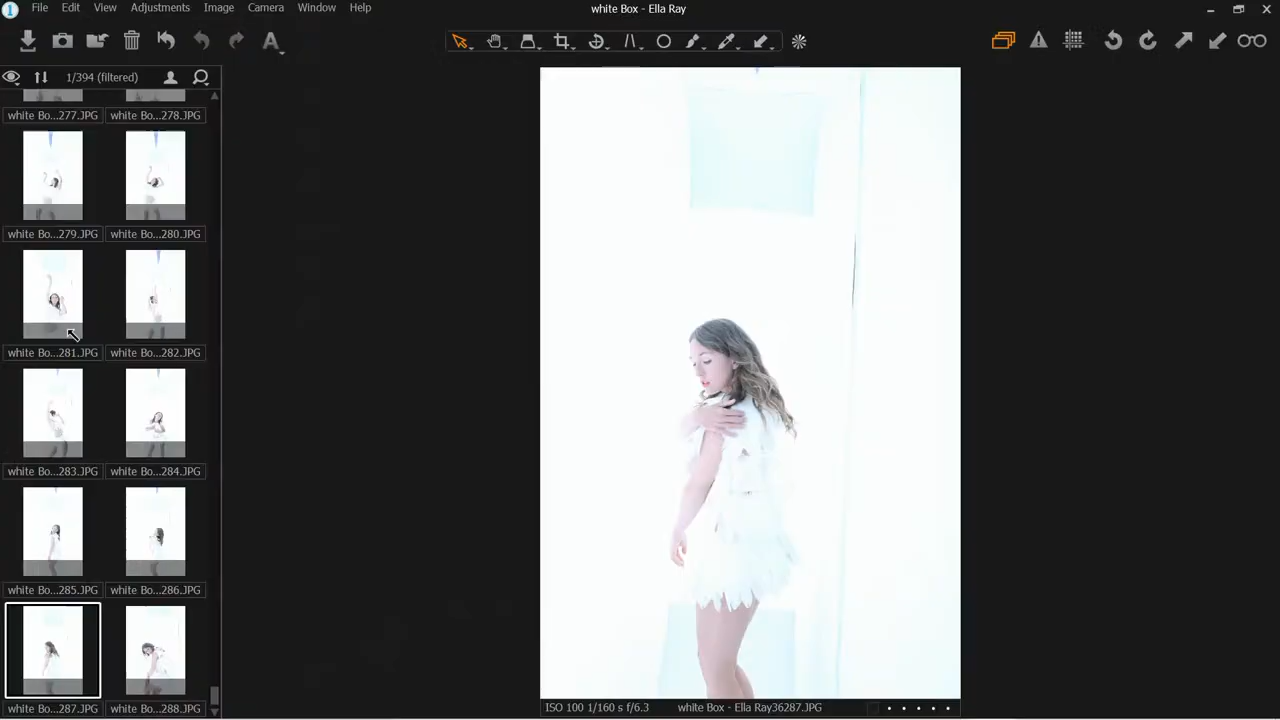 File Edit View Adjustments Image Camera Window Help
white Box - Ella Ray
1/394 (filtered)
white Bo...277.JPG white Bo...278.JPG
white Bo...279.JPG white Bo...280.JPG
white Bo...281.JPG white Bo...282.JPG
white Bo...283.JPG white Bo...284.JPG
white Bo...285.JPG white Bo...286.JPG
white Bo...287.JPG white Bo...288.JPG
ISO 100 1/160 s f/6.3 white Box - Ella Ray36287.JPG